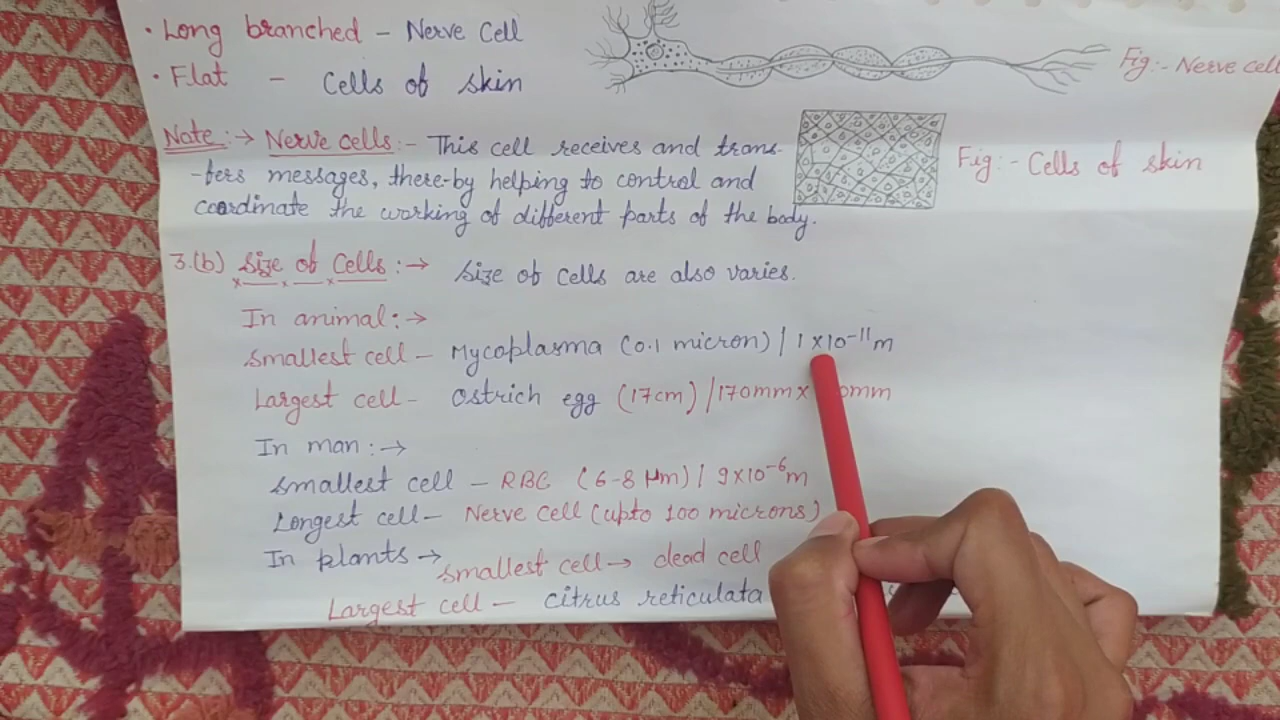 • Long branched - Nerve Cell
Fig:- Nerve cell
• Flat - Cells of skin
Fig:- Cells of skin
Note:→ Nerve cells:- This cell receives and trans-
-fers messages, there-by helping to control and
coordinate the working of different parts of the body.
3.(b) Size of Cells:→ Size of cells are also varies.
In animal:→
Smallest cell - Mycoplasma (0.1 micron) / 1×10⁻¹¹m
Largest cell - Ostrich egg (17cm) / 170mm× 0mm
In man:→
Smallest cell - RBC (6-8 μm) / 9×10⁻⁶m
Longest cell - Nerve cell (upto 100 microns)
In plants → Smallest cell → dead cell
Largest cell - citrus reticulata